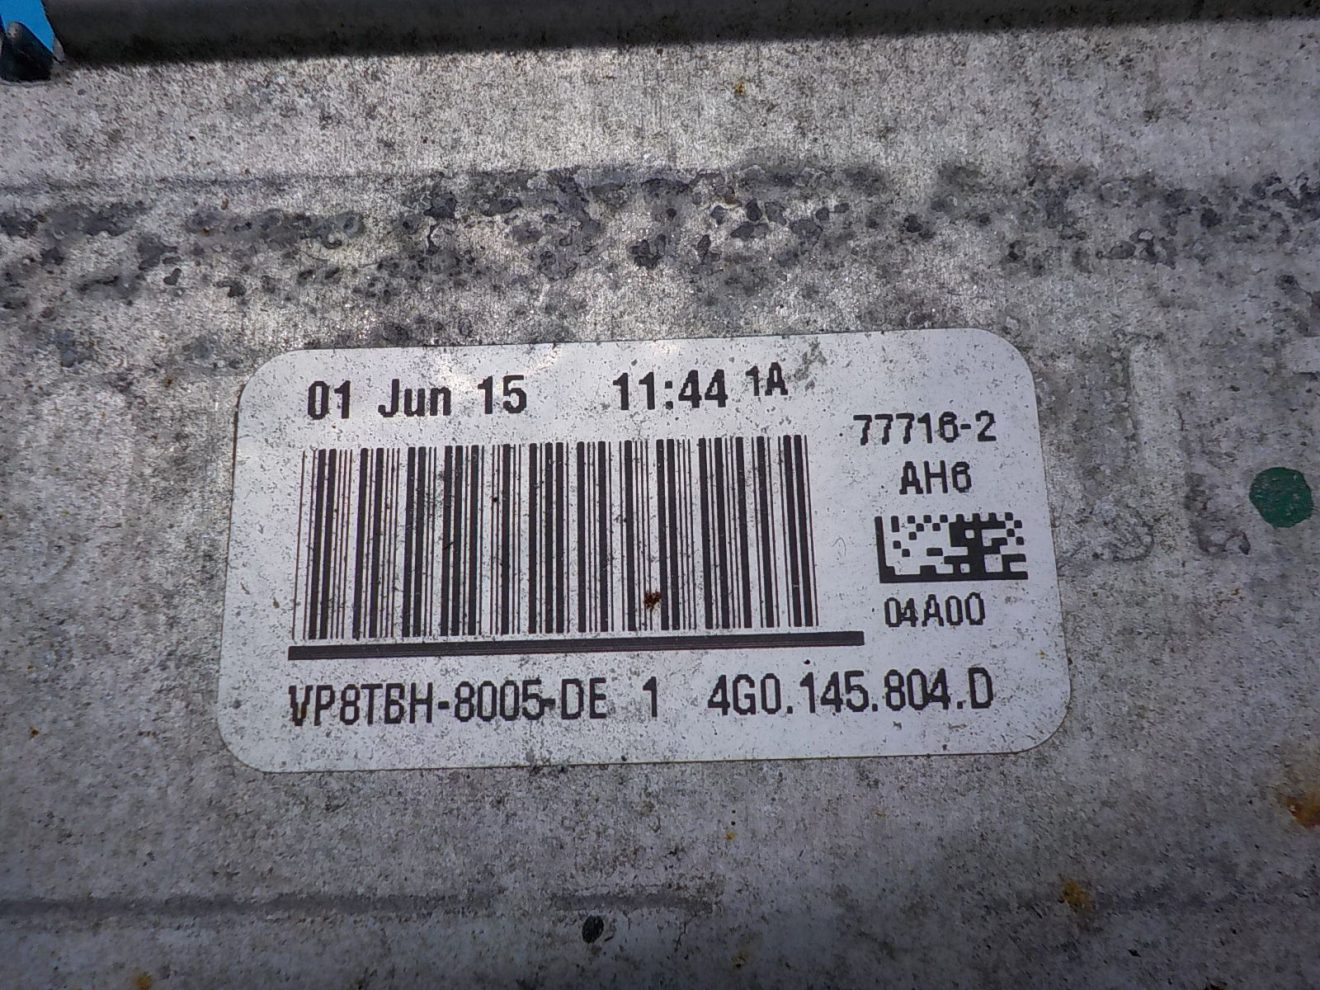 01 Jun 15 11:44 1A
77716-2
AH6
04A00
VP8TBH-8005-DE 1 4G0.145.804.D